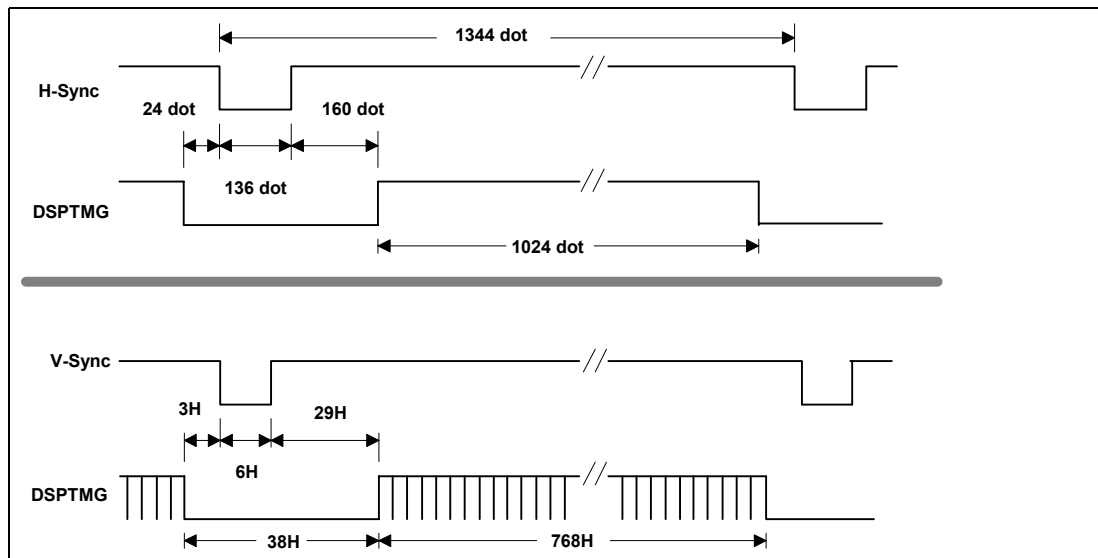 1344 dot
H-Sync
24 dot
160 dot
136 dot
DSPTMG
1024 dot
V-Sync
3H
29H
6H
DSPTMG
38H
768H